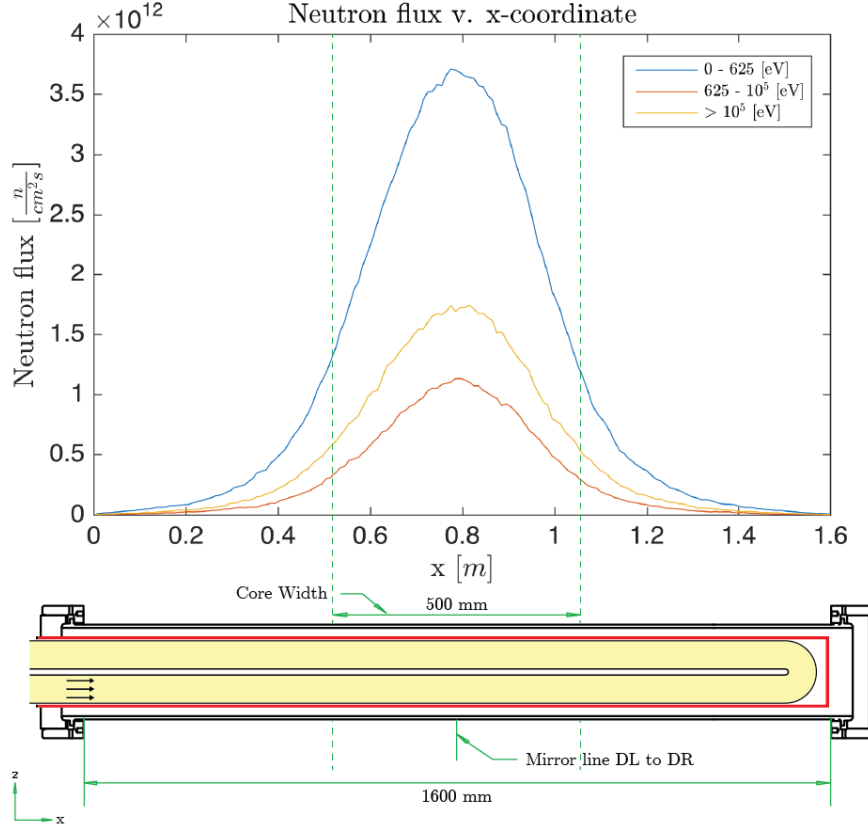 Neutron flux v. x-coordinate
×10¹²
4
3.5
3
2.5
2
1.5
1
0.5
0
Neutron flux [n/cm²s]
0 - 625 [eV]
625 - 10⁵ [eV]
> 10⁵ [eV]
0 0.2 0.4 0.6 0.8 1 1.2 1.4 1.6
x [m]
Core Width
500 mm
Mirror line DL to DR
1600 mm
z
x